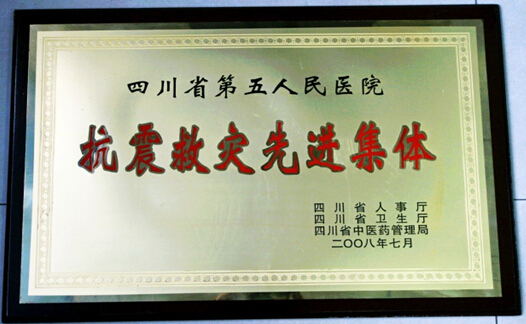 四川省第五人民医院
抗震救灾先进集体
四川省人事厅
四川省卫生厅
四川省中医药管理局
二〇〇八年七月